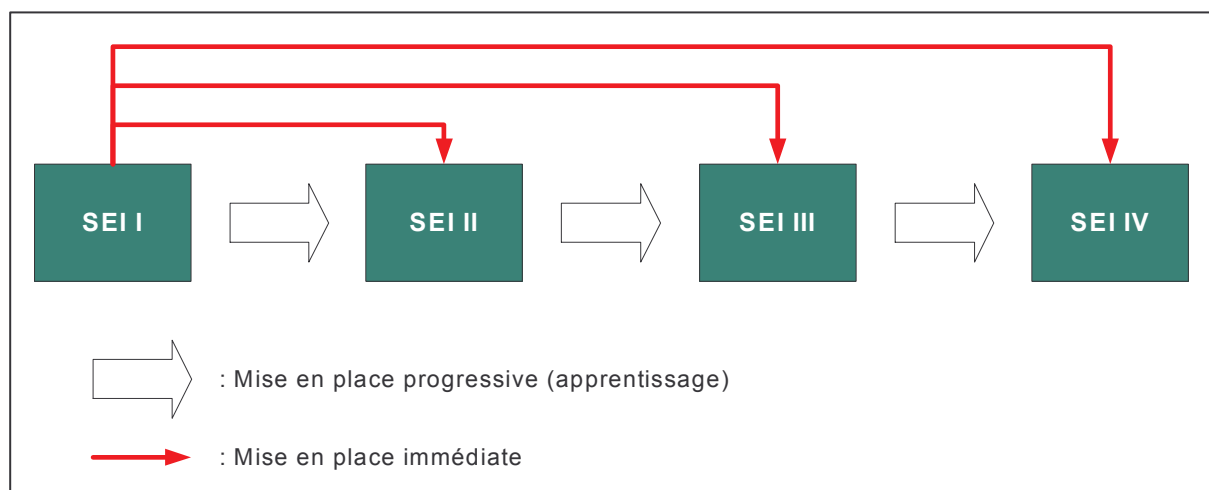 SEI I
SEI II
SEI III
SEI IV
: Mise en place progressive (apprentissage)
: Mise en place immédiate